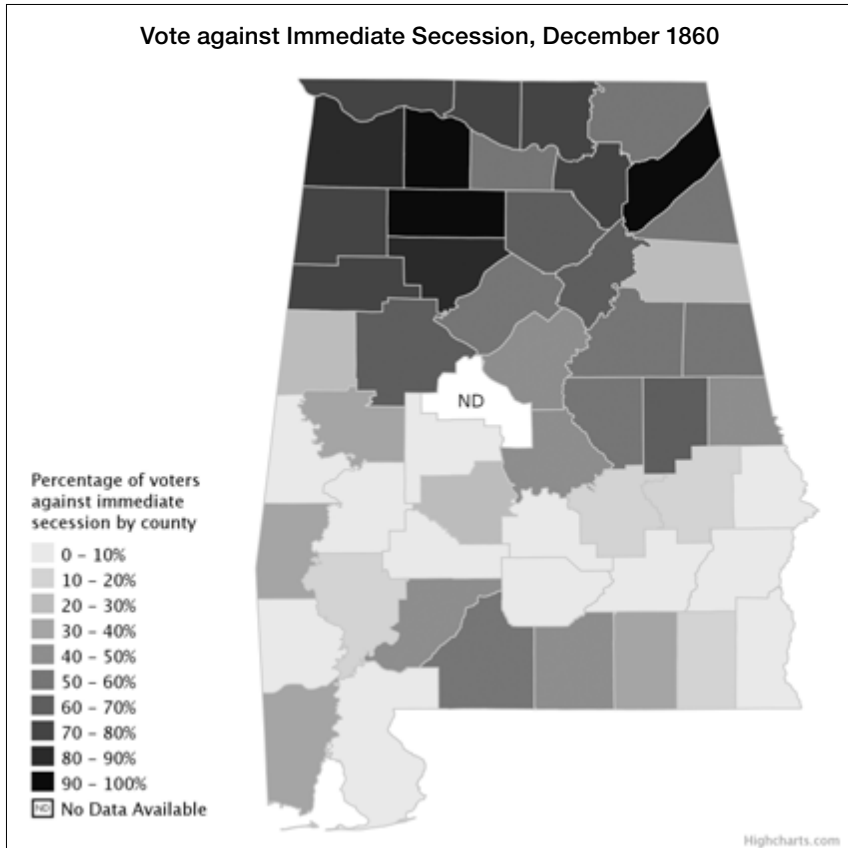 Vote against Immediate Secession, December 1860
ND
Percentage of voters
against immediate
secession by county
0 – 10%
10 – 20%
20 – 30%
30 – 40%
40 – 50%
50 – 60%
60 – 70%
70 – 80%
80 – 90%
90 – 100%
ND No Data Available
Highcharts.com